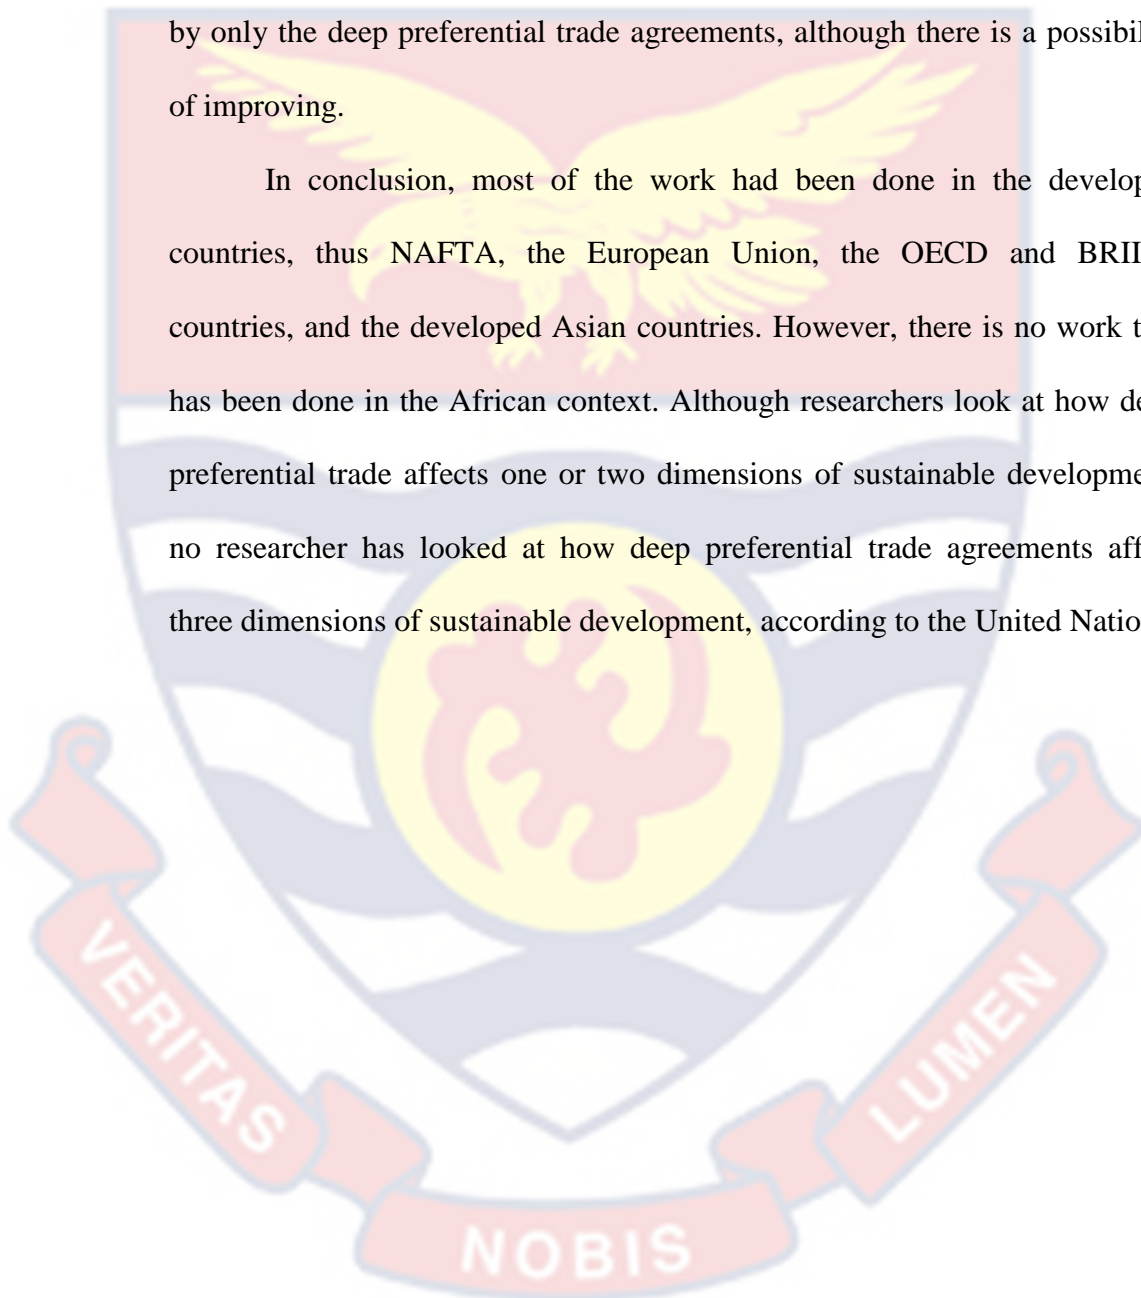 by only the deep preferential trade agreements, although there is a possibil
of improving.
In conclusion, most of the work had been done in the develop
countries, thus NAFTA, the European Union, the OECD and BRII
countries, and the developed Asian countries. However, there is no work t
has been done in the African context. Although researchers look at how de
preferential trade affects one or two dimensions of sustainable developme
no researcher has looked at how deep preferential trade agreements aff
three dimensions of sustainable development, according to the United Natio
VERITAS
NOBIS
LUMEN